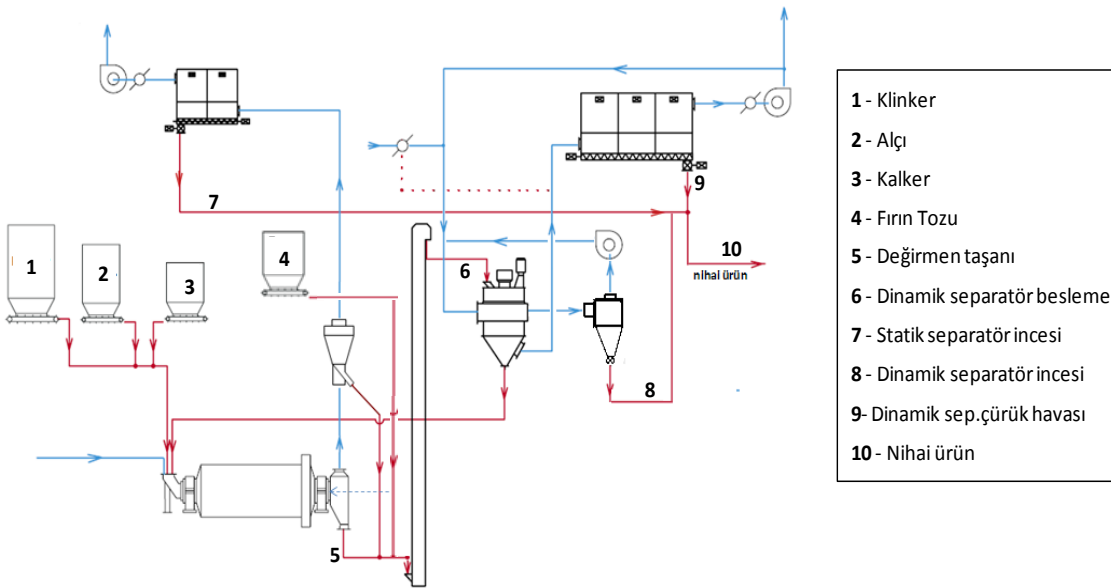 1
2
3
4
5
6
7
8
9
10
nihai ürün
1 - Klinker
2 - Alçı
3 - Kalker
4 - Fırın Tozu
5 - Değirmen taşanı
6 - Dinamik separatör besleme
7 - Statik separatör incesi
8 - Dinamik separatör incesi
9- Dinamik sep.çürük havası
10 - Nihai ürün